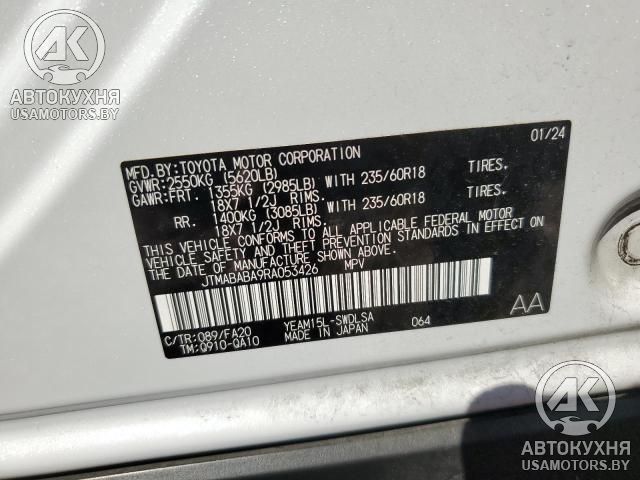 АК
АВТОКУХНЯ
USAMOTORS.BY
01/24
MFD.BY:TOYOTA MOTOR CORPORATION
GVWR:2550KG (5620LB)
GAWR:FRT. 1355KG (2985LB) WITH 235/60R18 TIRES.
18X7 1/2J RIMS.
RR. 1400KG (3085LB) WITH 235/60R18 TIRES.
18X7 1/2J RIMS.
THIS VEHICLE CONFORMS TO ALL APPLICABLE FEDERAL MOTOR
VEHICLE SAFETY AND THEFT PREVENTION STANDARDS IN EFFECT ON
THE DATE OF MANUFACTURE SHOWN ABOVE.
JTMABABA9RA053426 MPV
C/TR:089/FA20 YEAM15L-SWDLSA 064 AA
TM:Q910-QA10 MADE IN JAPAN
АК
АВТОКУХНЯ
USAMOTORS.BY